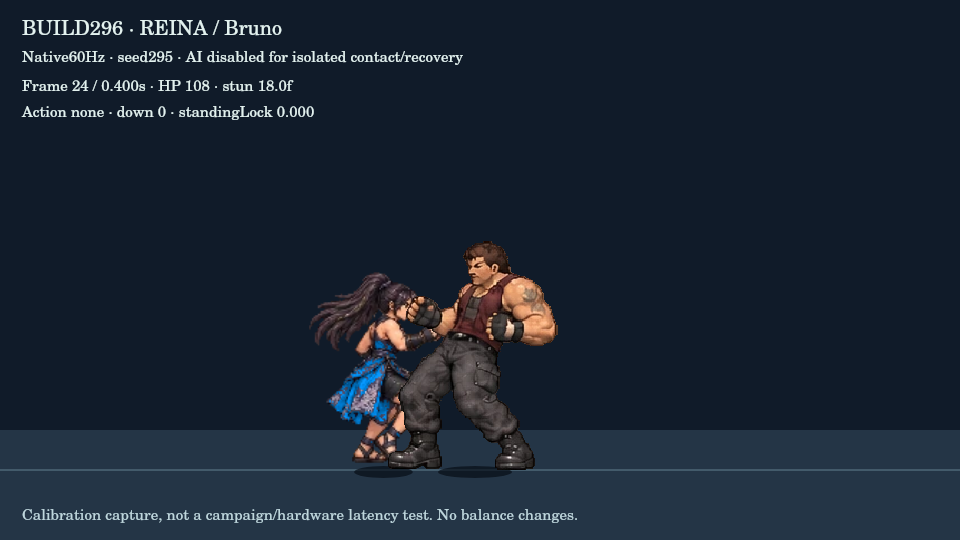 BUILD296 · REINA / Bruno
Native60Hz · seed295 · AI disabled for isolated contact/recovery
Frame 24 / 0.400s · HP 108 · stun 18.0f
Action none · down 0 · standingLock 0.000
Calibration capture, not a campaign/hardware latency test. No balance changes.